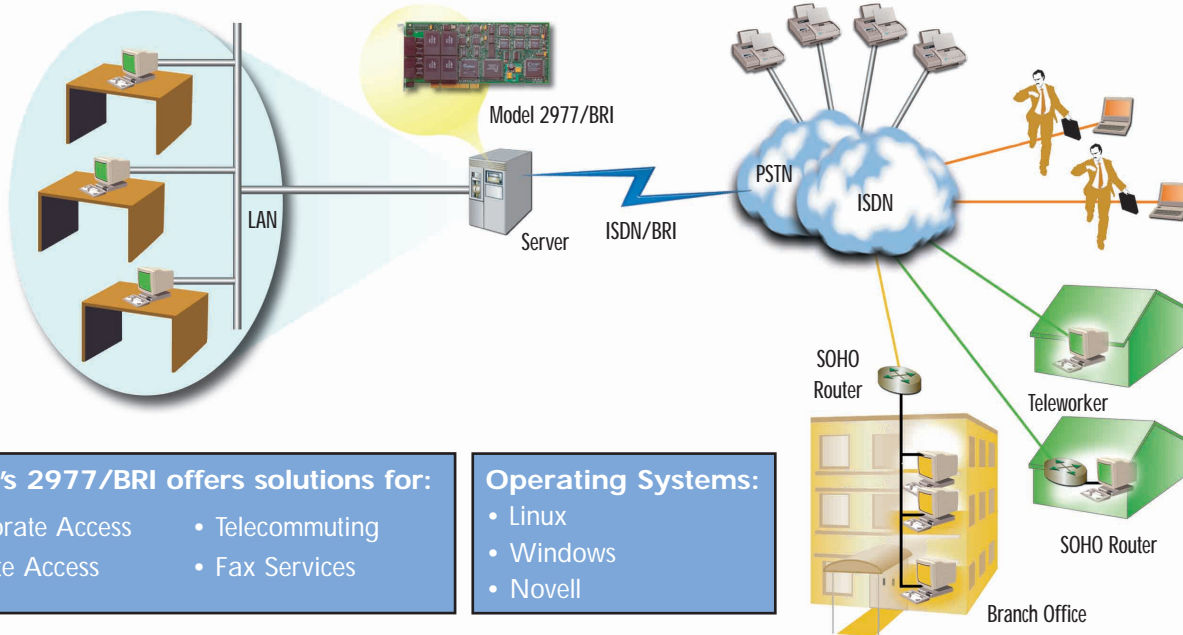 Model 2977/BRI
PSTN
ISDN
LAN
Server
ISDN/BRI
SOHO
Router
Teleworker
SOHO Router
Branch Office
's 2977/BRI offers solutions for:
orate Access
• Telecommuting
te Access
• Fax Services
Operating Systems:
• Linux
• Windows
• Novell